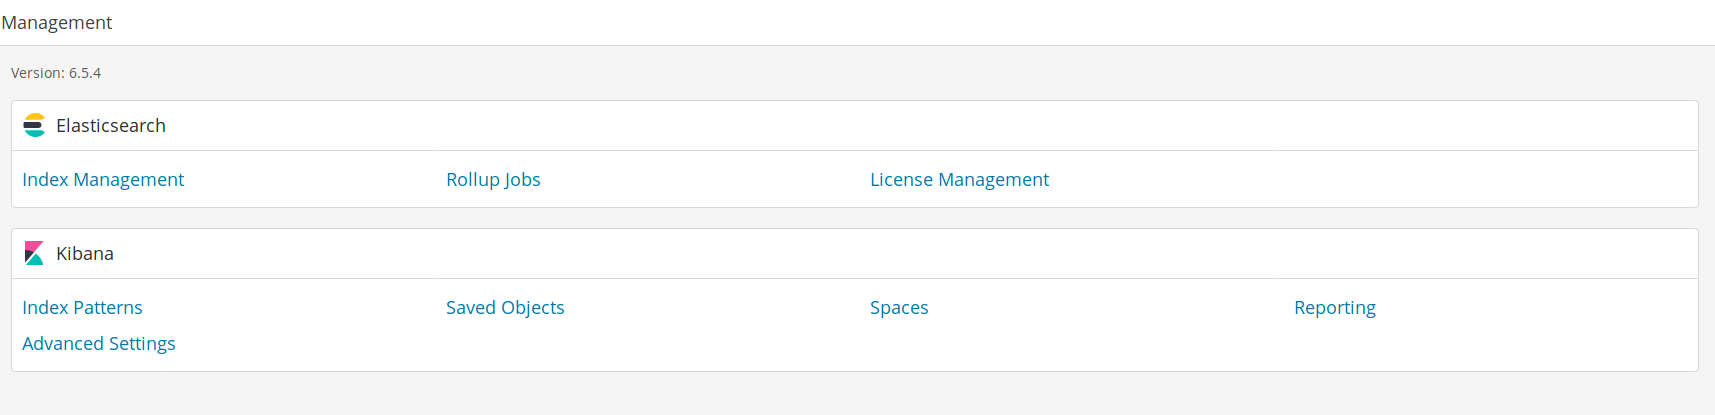 Management
Version: 6.5.4
Elasticsearch
Index Management Rollup Jobs License Management
Kibana
Index Patterns Saved Objects Spaces Reporting
Advanced Settings